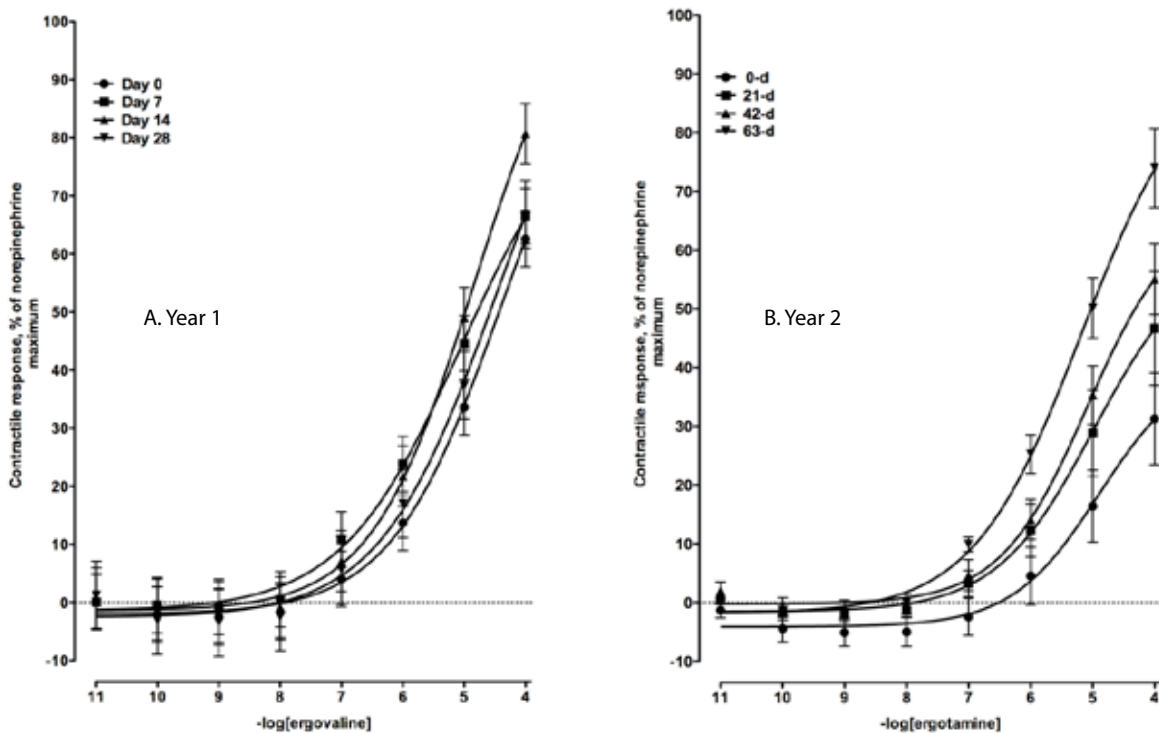 100
90
80
70
60
50
40
30
20
10
0
-10
Contractile response, % of norepinephrine
maximum
Day 0
Day 7
Day 14
Day 28
A. Year 1
11 10 9 8 7 6 5 4
-log[ergovaline]
100
90
80
70
60
50
40
30
20
10
0
-10
Contractile response, % of norepinephrine
maximum
0-d
21-d
42-d
63-d
B. Year 2
11 10 9 8 7 6 5 4
-log[ergotamine]